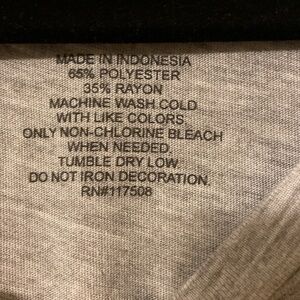 MADE IN INDONESIA
65% POLYESTER
35% RAYON
MACHINE WASH COLD
WITH LIKE COLORS,
ONLY NON-CHLORINE BLEACH
WHEN NEEDED,
TUMBLE DRY LOW.
DO NOT IRON DECORATION.
RN#117508